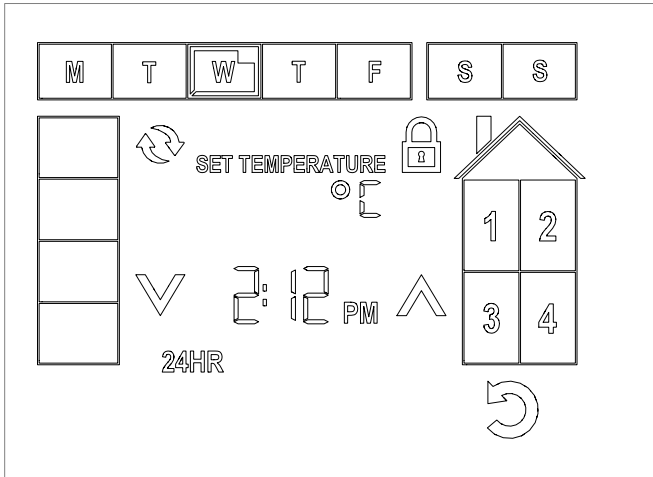 M T W T F S S
SET TEMPERATURE
°C
1 2
2:12 PM
3 4
24HR